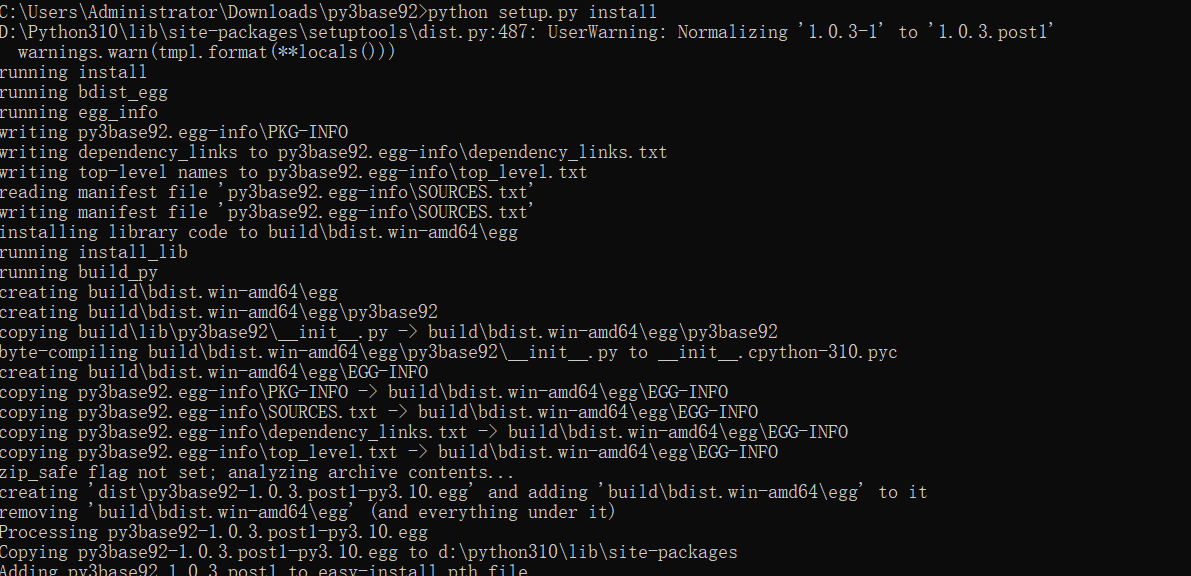 C:\Users\Administrator\Downloads\py3base92>python setup.py install
D:\Python310\lib\site-packages\setuptools\dist.py:487: UserWarning: Normalizing '1.0.3-1' to '1.0.3.post1'
  warnings.warn(tmpl.format(**locals()))
running install
running bdist_egg
running egg_info
writing py3base92.egg-info\PKG-INFO
writing dependency_links to py3base92.egg-info\dependency_links.txt
writing top-level names to py3base92.egg-info\top_level.txt
reading manifest file 'py3base92.egg-info\SOURCES.txt'
writing manifest file 'py3base92.egg-info\SOURCES.txt'
installing library code to build\bdist.win-amd64\egg
running install_lib
running build_py
creating build\bdist.win-amd64\egg
creating build\bdist.win-amd64\egg\py3base92
copying build\lib\py3base92\__init__.py -> build\bdist.win-amd64\egg\py3base92
byte-compiling build\bdist.win-amd64\egg\py3base92\__init__.py to __init__.cpython-310.pyc
creating build\bdist.win-amd64\egg\EGG-INFO
copying py3base92.egg-info\PKG-INFO -> build\bdist.win-amd64\egg\EGG-INFO
copying py3base92.egg-info\SOURCES.txt -> build\bdist.win-amd64\egg\EGG-INFO
copying py3base92.egg-info\dependency_links.txt -> build\bdist.win-amd64\egg\EGG-INFO
copying py3base92.egg-info\top_level.txt -> build\bdist.win-amd64\egg\EGG-INFO
zip_safe flag not set; analyzing archive contents...
creating 'dist\py3base92-1.0.3.post1-py3.10.egg' and adding 'build\bdist.win-amd64\egg' to it
removing 'build\bdist.win-amd64\egg' (and everything under it)
Processing py3base92-1.0.3.post1-py3.10.egg
Copying py3base92-1.0.3.post1-py3.10.egg to d:\python310\lib\site-packages
Adding py3base92 1.0.3.post1 to easy-install.pth file